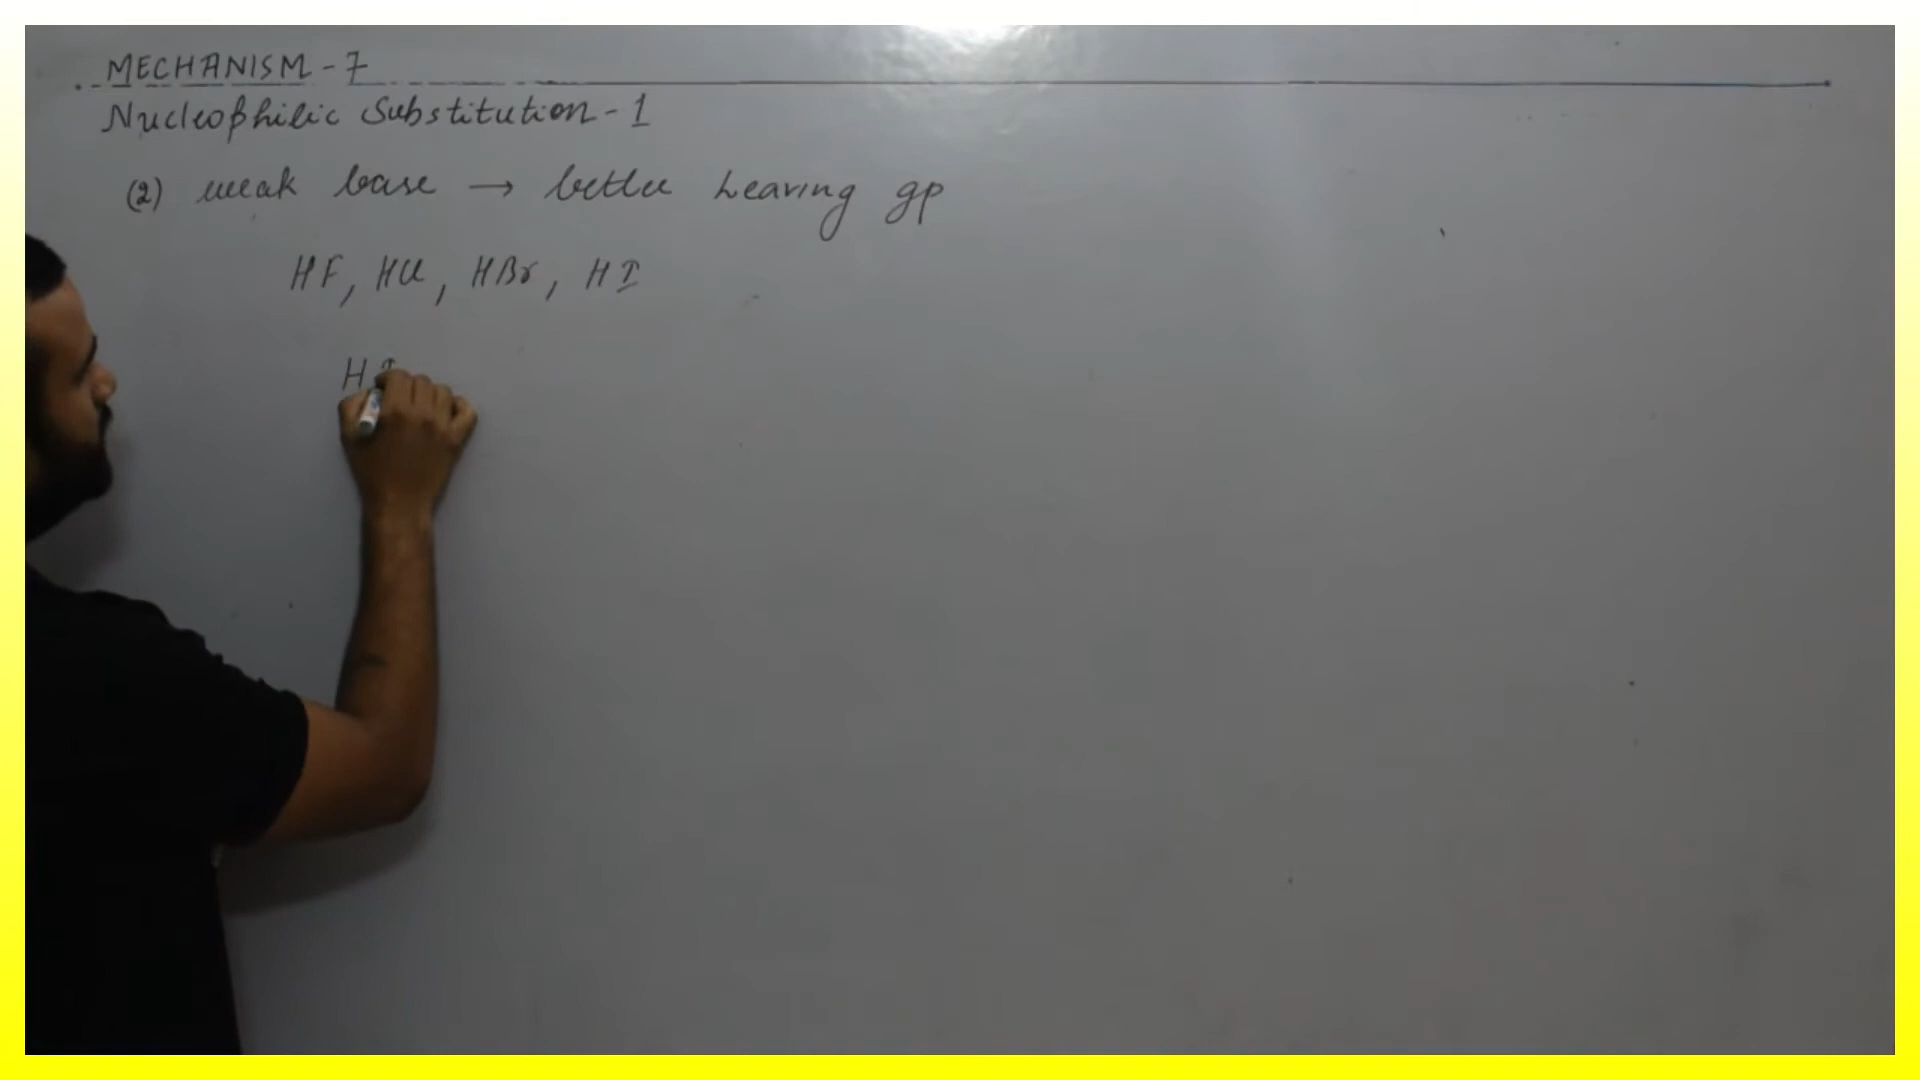 MECHANISM - 7
Nucleophilic Substitution - 1
(2) weak base → better Leaving gp
HF, HCl, HBr, HI
HI